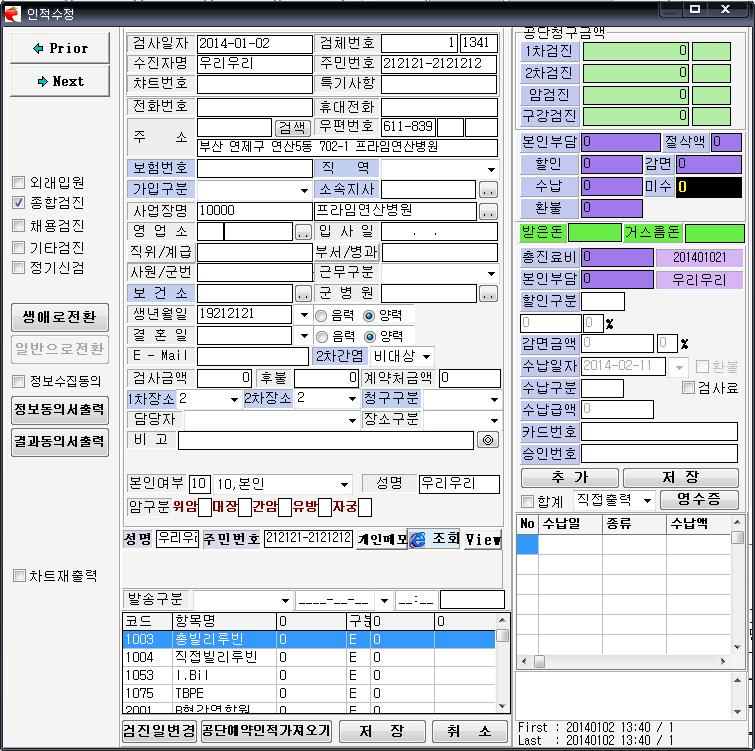 인적수정
Prior
Next
외래입원
종합검진
채용검진
기타검진
정기신검
생애로전환
일반으로전환
정보수집동의
정보동의서출력
결과동의서출력
차트재출력
검사일자 2014-01-02 검체번호 1 1341
수진자명 우리우리 주민번호 212121-2121212
챠트번호 특기사항
전화번호 휴대전화
주 소 검색 우편번호 611-839
부산 연제구 연산5동 702-1 프라임연산병원
보험번호 직 역
가입구분 소속지사 ..
사업장명 10000 프라임연산병원 ..
영 업 소 .. 입 사 일 . .
직위/계급 부서/병과
사원/군번 근무구분
보 건 소 .. 군 병 원 ..
생년월일 19212121 음력 양력
결 혼 일 음력 양력
E - Mail 2차간염 비대상
검사금액 0 후불 0 계약처금액 0
1차장소 2 2차장소 2 청구구분
담당자 장소구분
비 고
본인여부 10 10,본인 성명 우리우리
암구분 위암 대장 간암 유방 자궁
성명 우리우 주민번호 212121-2121212 개인메모 조회 View
발송구분 ____-__-__ __:__
코드 항목명 0 구분 0 0
1003 총빌리루빈 E 0
1004 직접빌리루빈 E 0
1053 I.Bil E 0
1075 TBPE E 0
2001 B형간염항원 E 0
검진일변경 공단예약인적가져오기 저 장 취 소
공단청구금액
1차검진 0
2차검진 0
암검진 0
구강검진 0
본인부담 0 절삭액 0
할인 0 감면 0
수납 0 미수 0
환불 0
받은돈 거스름돈
총진료비 0 201401021
본인부담 0 우리우리
할인구분
0 0 %
감면금액 0 0 %
수납일자 2014-02-11 환불
수납구분 검사료
수납금액 0
카드번호
승인번호
추 가 저 장
합계 직접출력 영수증
No 수납일 종류 수납액
First : 20140102 13:40 / 1
Last : 20140102 13:40 / 1